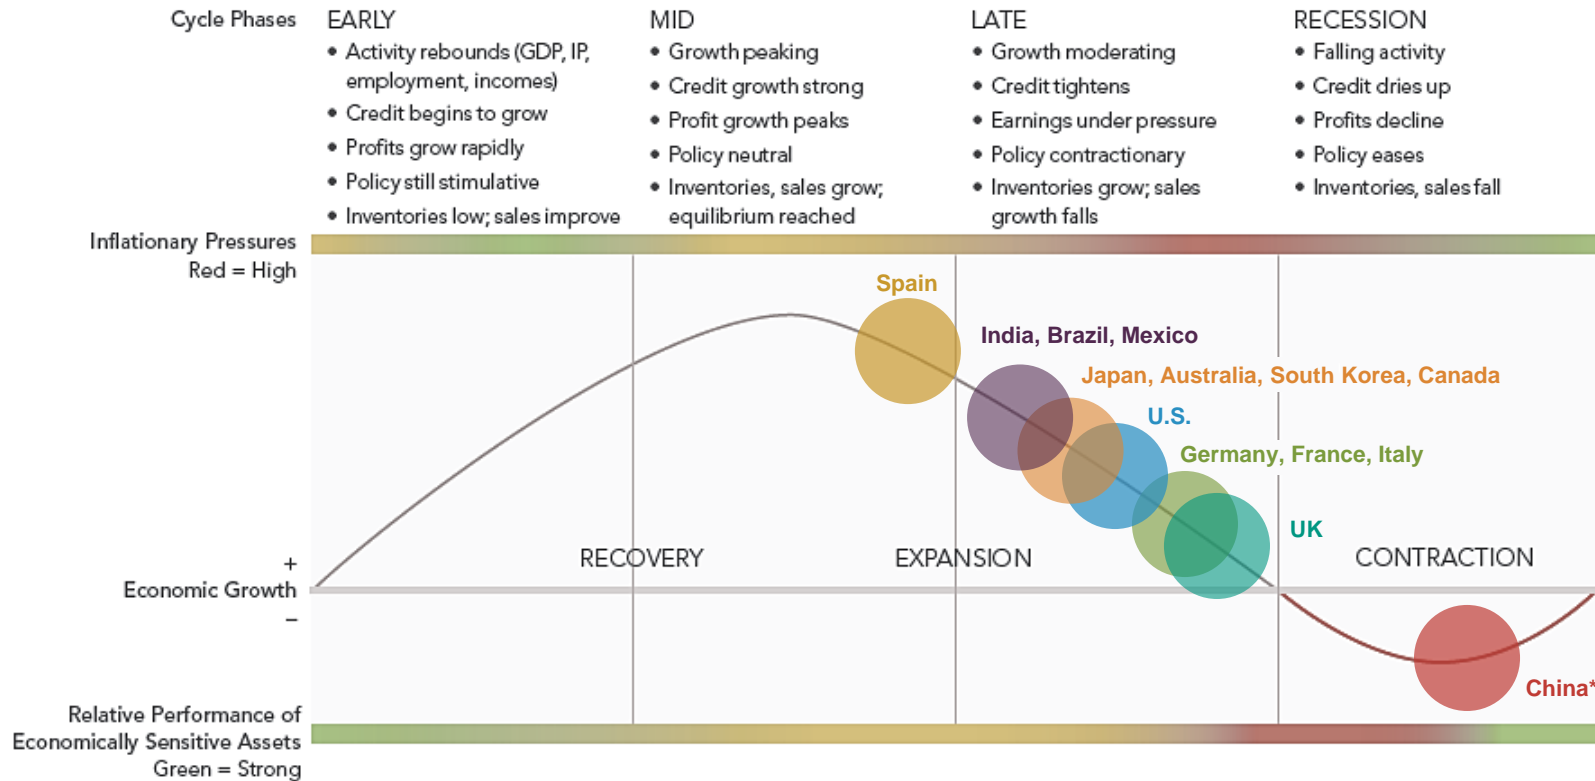 Cycle Phases
EARLY
• Activity rebounds (GDP, IP,
employment, incomes)
• Credit begins to grow
• Profits grow rapidly
• Policy still stimulative
• Inventories low; sales improve
MID
• Growth peaking
• Credit growth strong
• Profit growth peaks
• Policy neutral
• Inventories, sales grow;
equilibrium reached
LATE
• Growth moderating
• Credit tightens
• Earnings under pressure
• Policy contractionary
• Inventories grow; sales
growth falls
RECESSION
• Falling activity
• Credit dries up
• Profits decline
• Policy eases
• Inventories, sales fall
Inflationary Pressures
Red = High
Spain
India, Brazil, Mexico
Japan, Australia, South Korea, Canada
U.S.
Germany, France, Italy
UK
RECOVERY
EXPANSION
CONTRACTION
+
Economic Growth
–
China*
Relative Performance of
Economically Sensitive Assets
Green = Strong